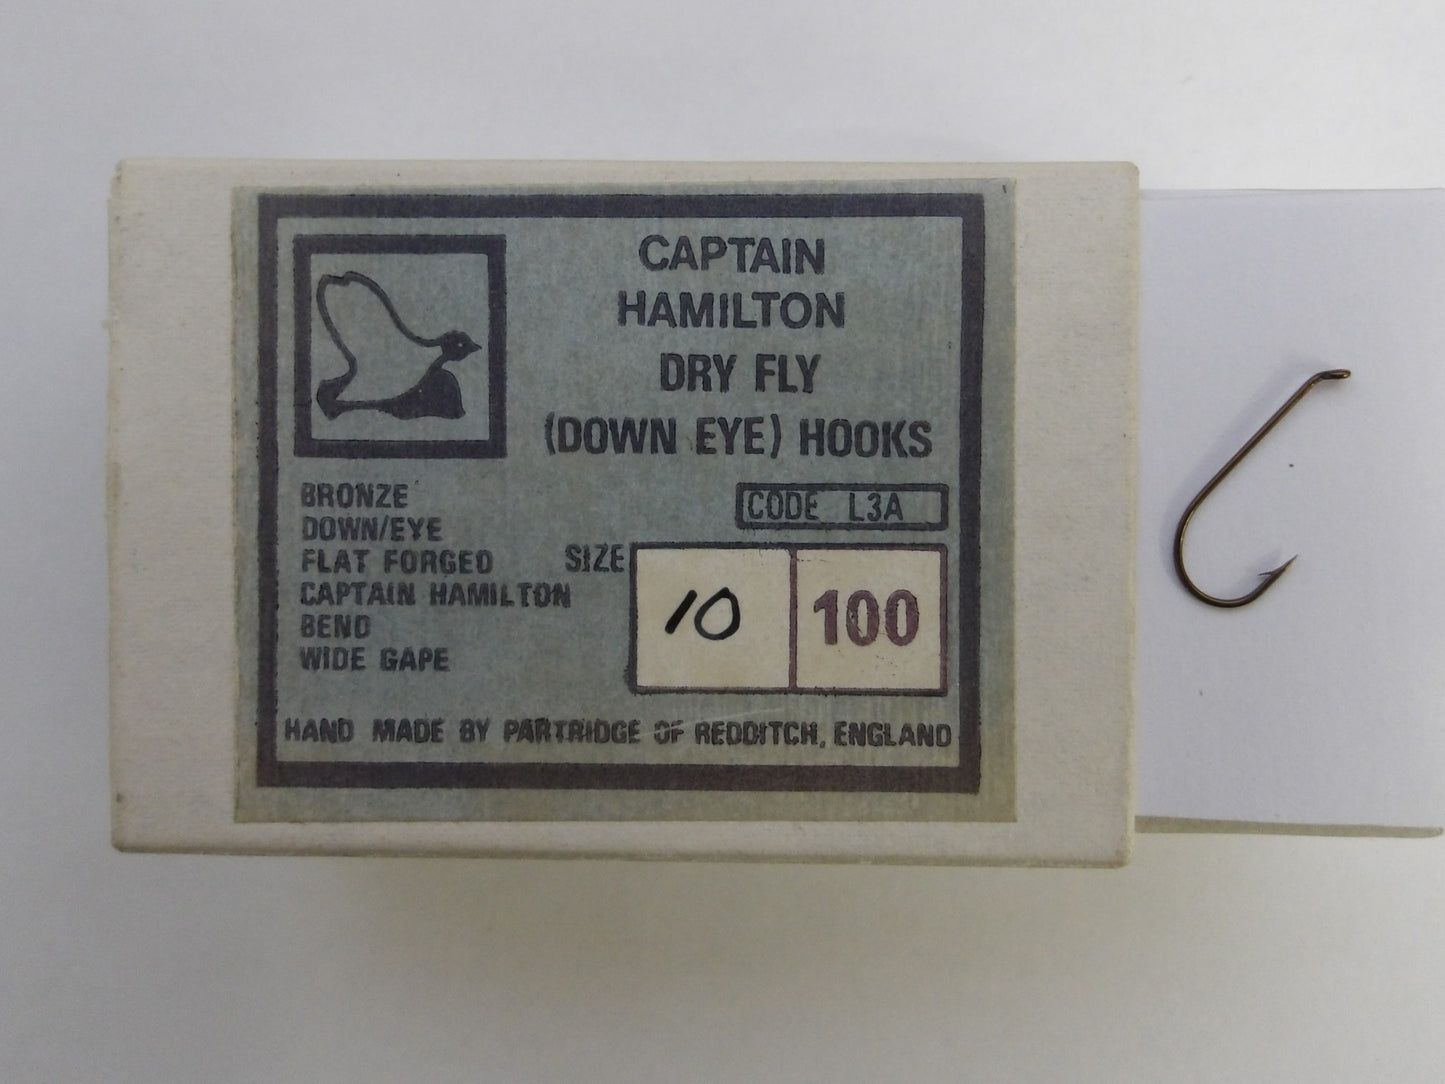 CAPTAIN
HAMILTON
DRY FLY
(DOWN EYE) HOOKS
BRONZE
DOWN/EYE
FLAT FORGED
CAPTAIN HAMILTON
BEND
WIDE GAPE
CODE L3A
SIZE
10
100
HAND MADE BY PARTRIDGE OF REDDITCH, ENGLAND